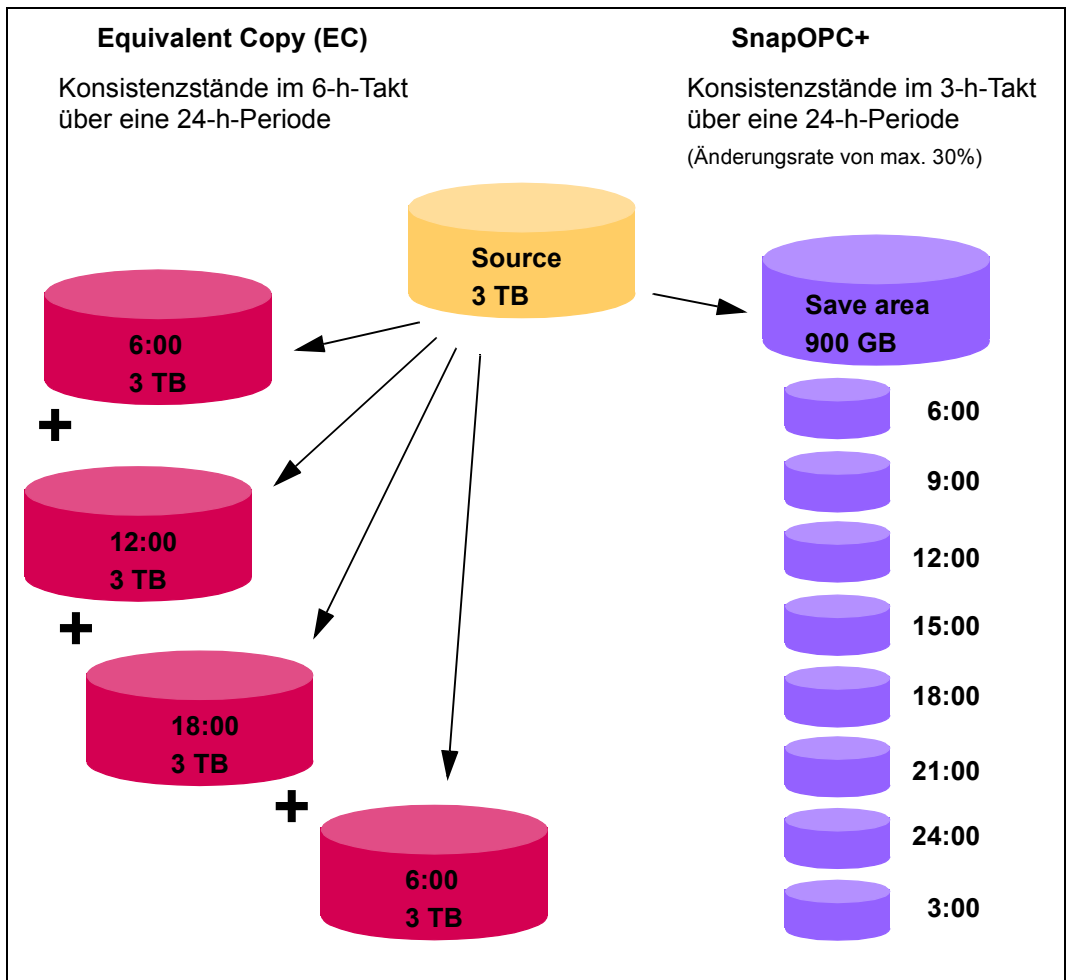 Equivalent Copy (EC)
Konsistenzstände im 6-h-Takt
über eine 24-h-Periode
SnapOPC+
Konsistenzstände im 3-h-Takt
über eine 24-h-Periode
(Änderungsrate von max. 30%)
Source
3 TB
6:00
3 TB
+
12:00
3 TB
+
18:00
3 TB
+
6:00
3 TB
Save area
900 GB
6:00
9:00
12:00
15:00
18:00
21:00
24:00
3:00